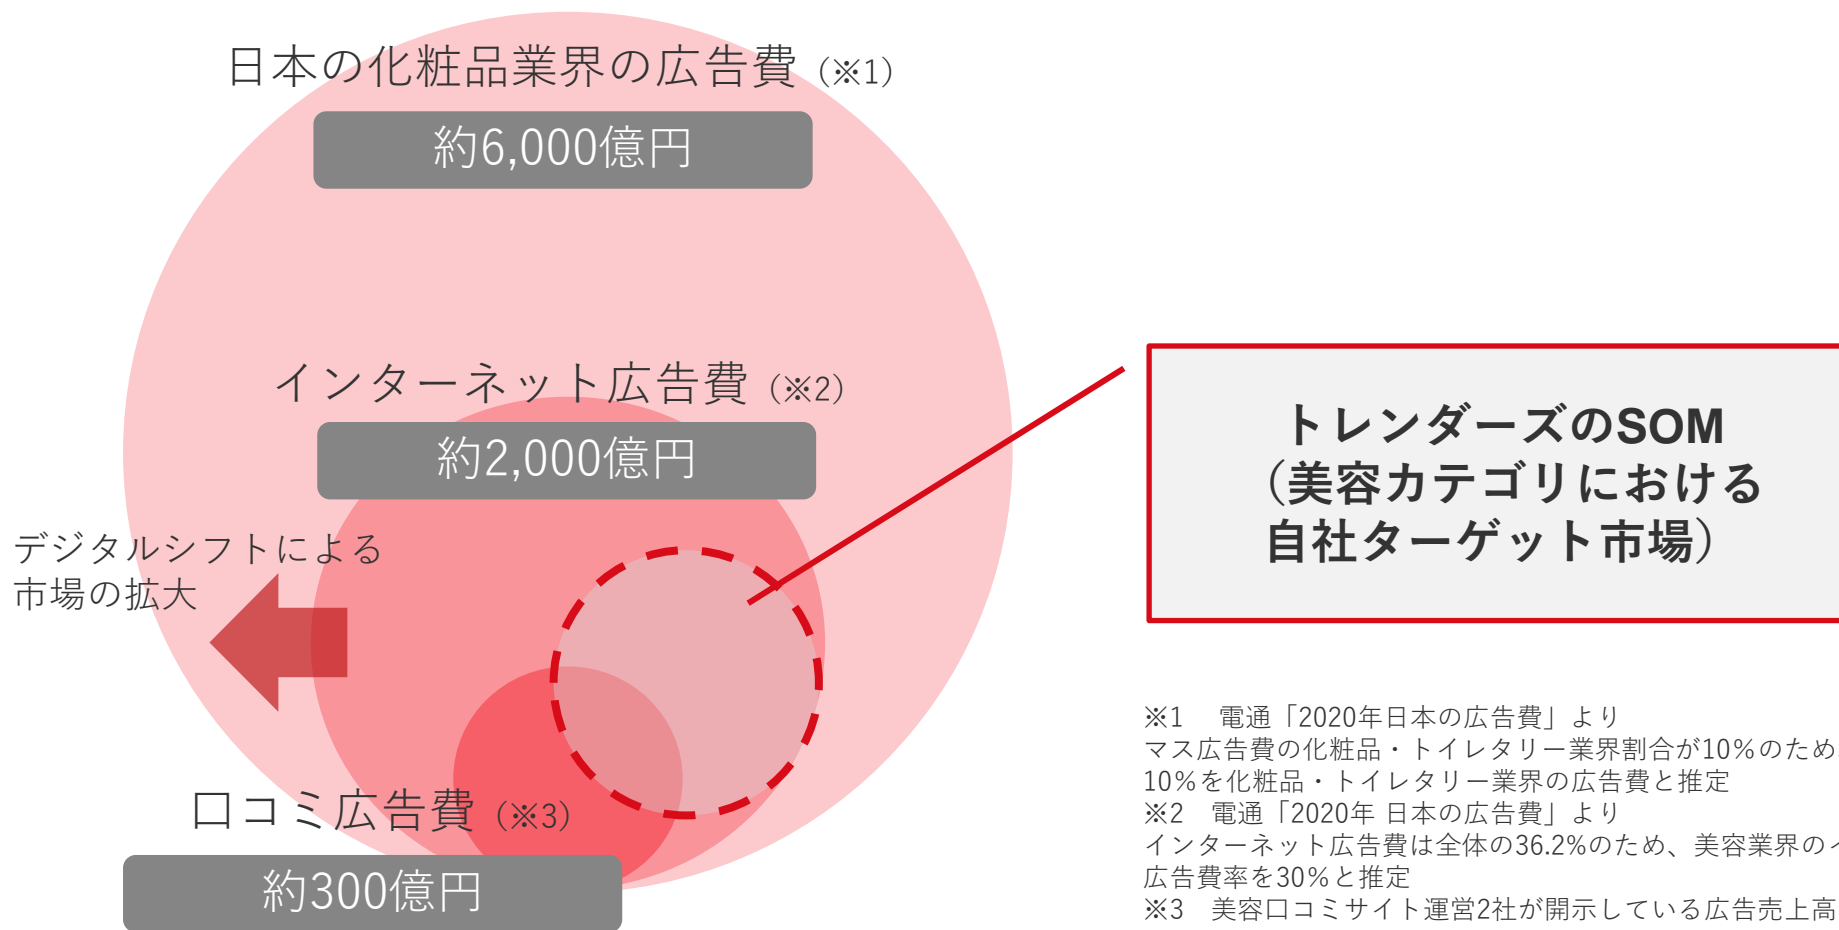 日本の化粧品業界の広告費（※1）
約6,000億円
インターネット広告費（※2）
約2,000億円
デジタルシフトによる
市場の拡大
口コミ広告費（※3）
約300億円
トレンダーズのSOM
（美容カテゴリにおける
自社ターゲット市場）
※1　電通「2020年日本の広告費」より
マス広告費の化粧品・トイレタリー業界割合が10％のため
10％を化粧品・トイレタリー業界の広告費と推定
※2　電通「2020年 日本の広告費」より
インターネット広告費は全体の36.2%のため、美容業界の
広告費率を30％と推定
※3　美容口コミサイト運営2社が開示している広告売上高